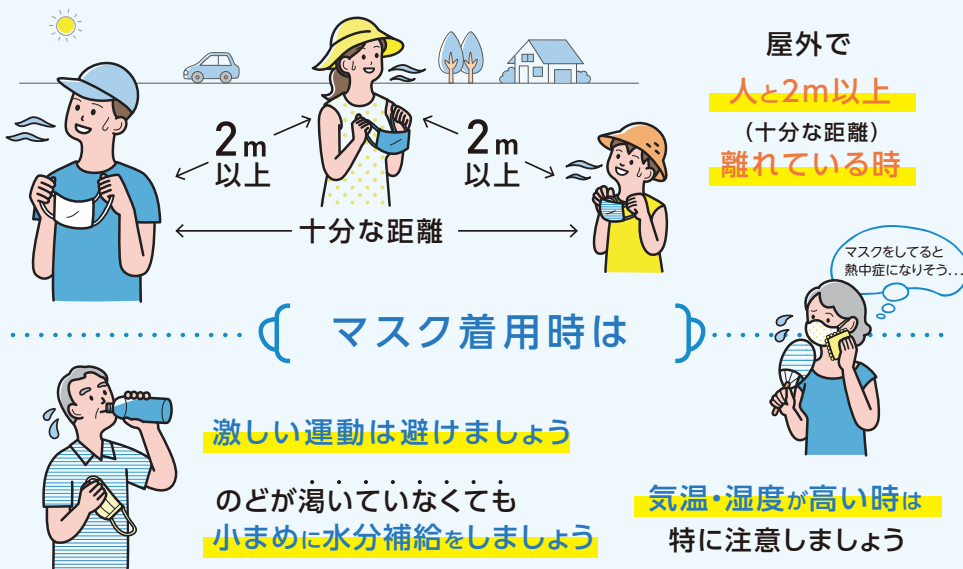 屋外で
人と2m以上
(十分な距離)
離れている時
2m
以上
2m
以上
十分な距離
マスクをしてると
熱中症になりそう...
マスク着用時は
激しい運動は避けましょう
のどが渇いていなくても
小まめに水分補給をしましょう
気温・湿度が高い時は
特に注意しましょう